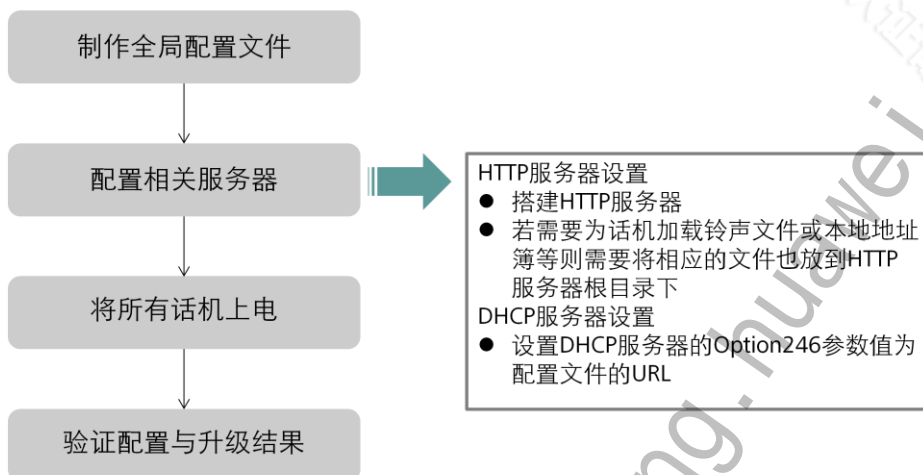 制作全局配置文件
配置相关服务器
将所有话机上电
验证配置与升级结果
HTTP服务器设置
● 搭建HTTP服务器
● 若需要为话机加载铃声文件或本地地址
簿等则需要将相应的文件也放到HTTP
服务器根目录下
DHCP服务器设置
● 设置DHCP服务器的Option246参数值为
配置文件的URL
ng.huawei